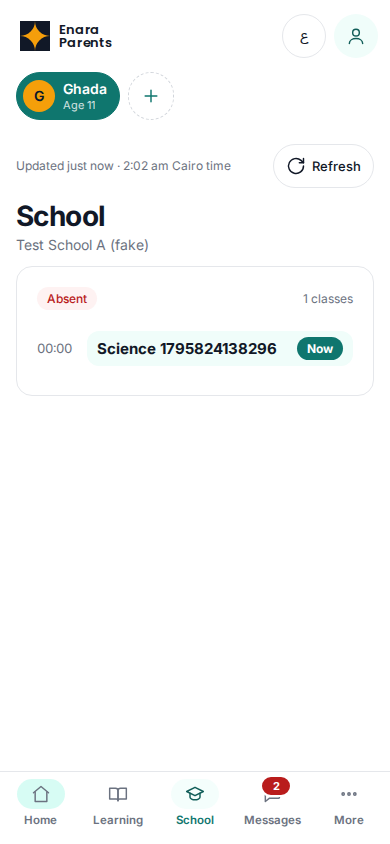 Enara
Parents
ع
G
Ghada
Age 11
Updated just now · 2:02 am Cairo time
Refresh
School
Test School A (fake)
Absent
1 classes
00:00
Science 1795824138296
Now
2
Home
Learning
School
Messages
More